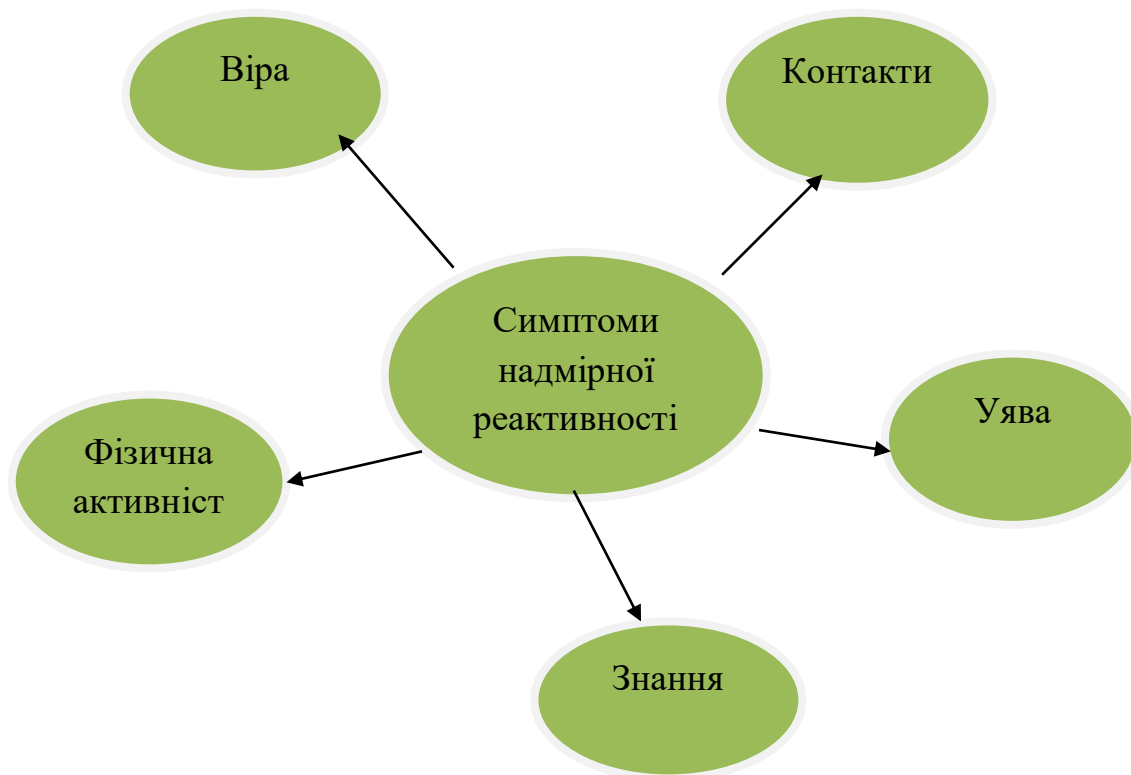 Віра
Контакти
Симптоми
надмірної
реактивності
Уява
Фізична
активніст
Знання